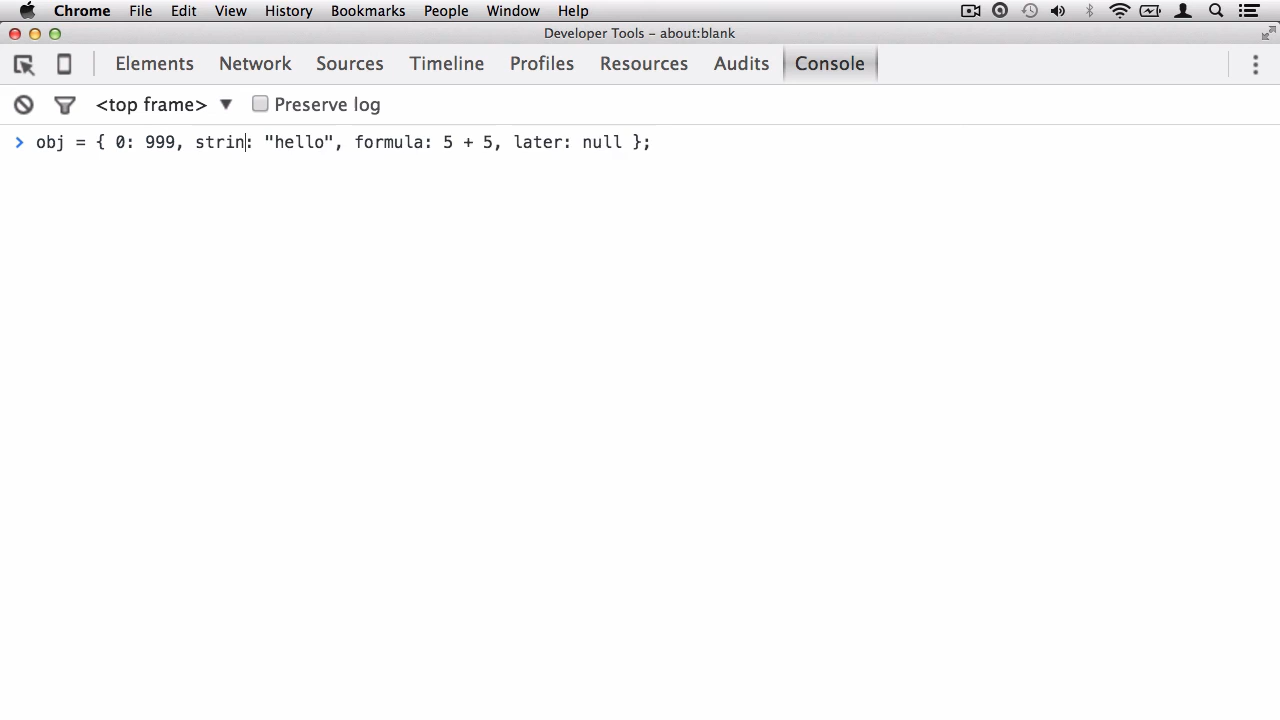 Chrome File Edit View History Bookmarks People Window Help
Developer Tools – about:blank
Elements Network Sources Timeline Profiles Resources Audits Console
<top frame> ▼ Preserve log
> obj = { 0: 999, strin: "hello", formula: 5 + 5, later: null };